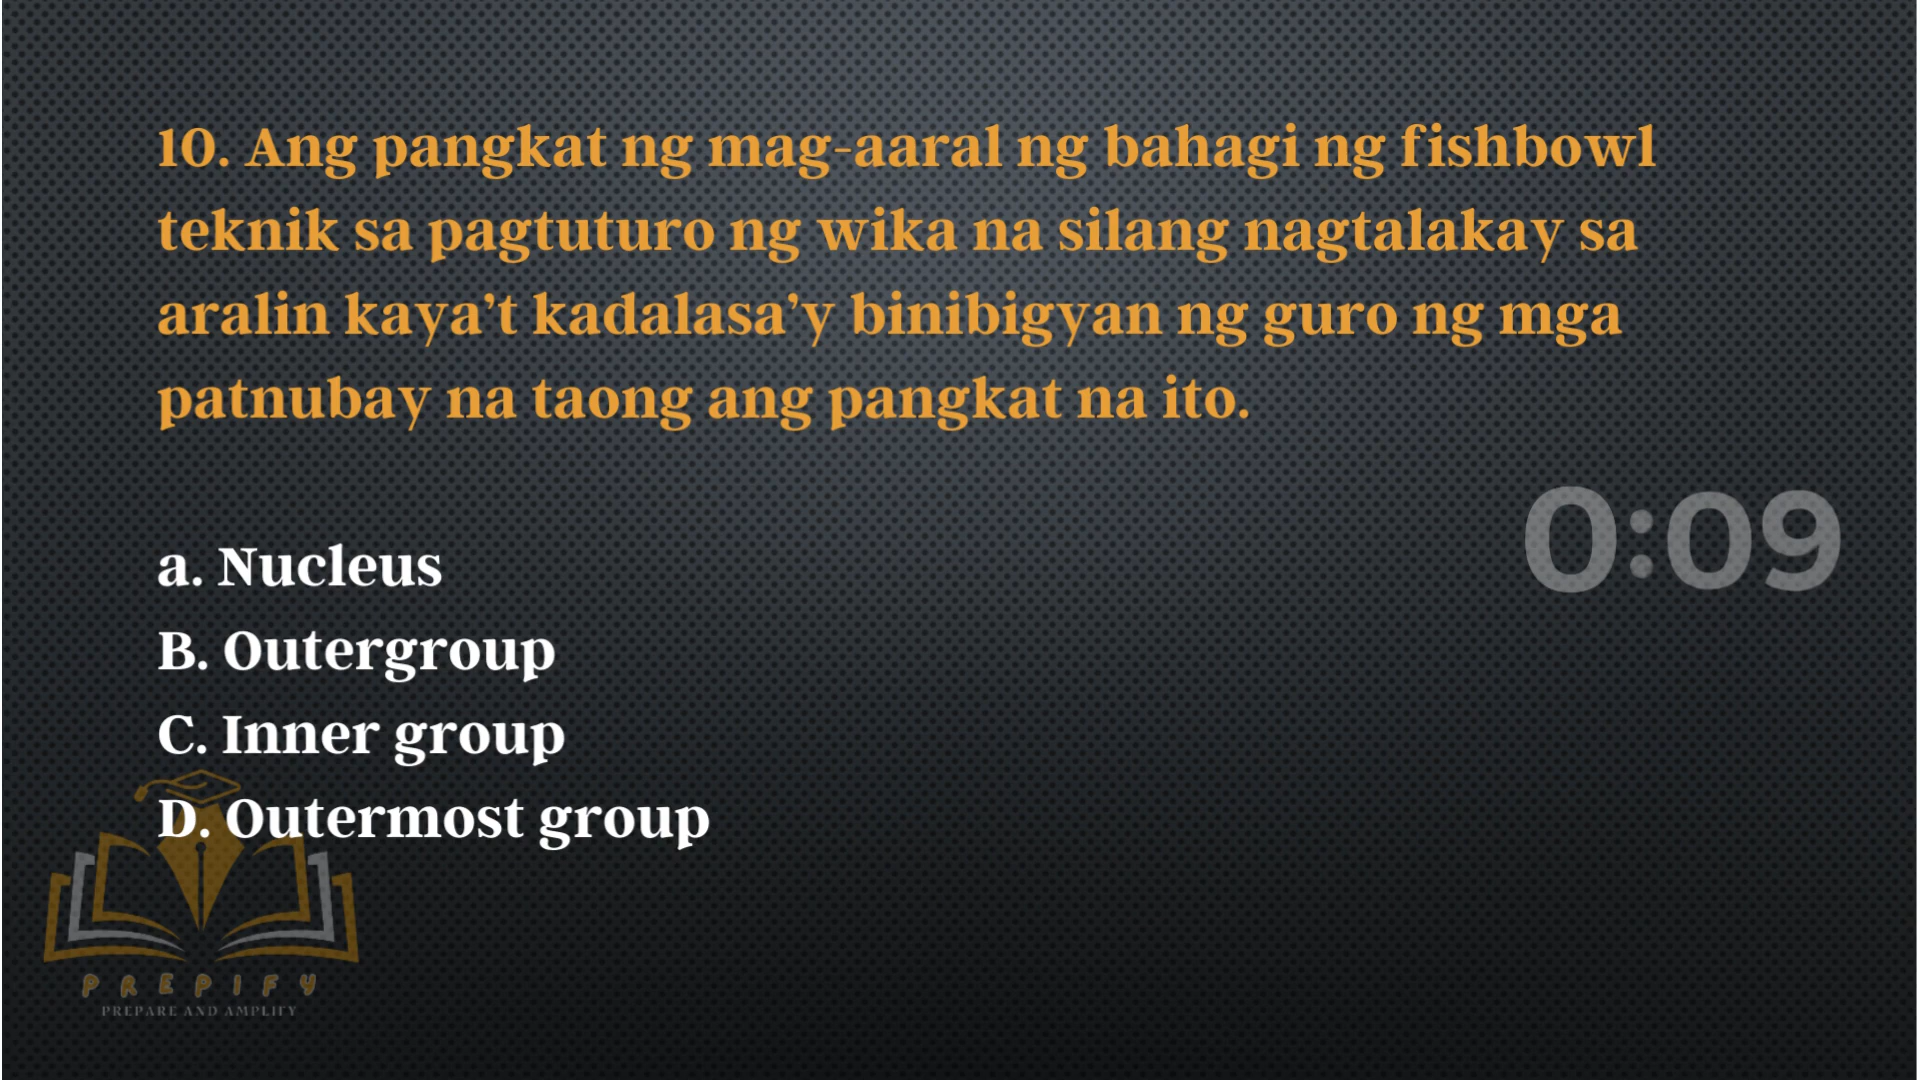 10. Ang pangkat ng mag-aaral ng bahagi ng fishbowl
teknik sa pagtuturo ng wika na silang nagtalakay sa
aralin kaya’t kadalasa’y binibigyan ng guro ng mga
patnubay na taong ang pangkat na ito.
0:09
a. Nucleus
B. Outergroup
C. Inner group
D. Outermost group
PREPIFY
PREPARE AND AMPLIFY